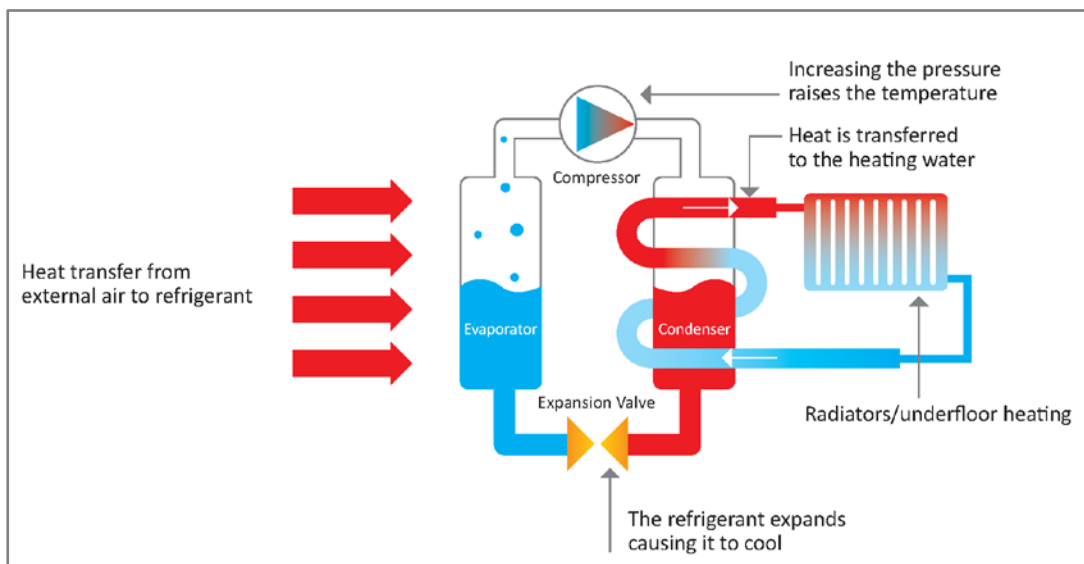 Increasing the pressure
raises the temperature
Heat is transferred
to the heating water
Compressor
Heat transfer from
external air to refrigerant
Evaporator
Condenser
Expansion Valve
Radiators/underfloor heating
The refrigerant expands
causing it to cool